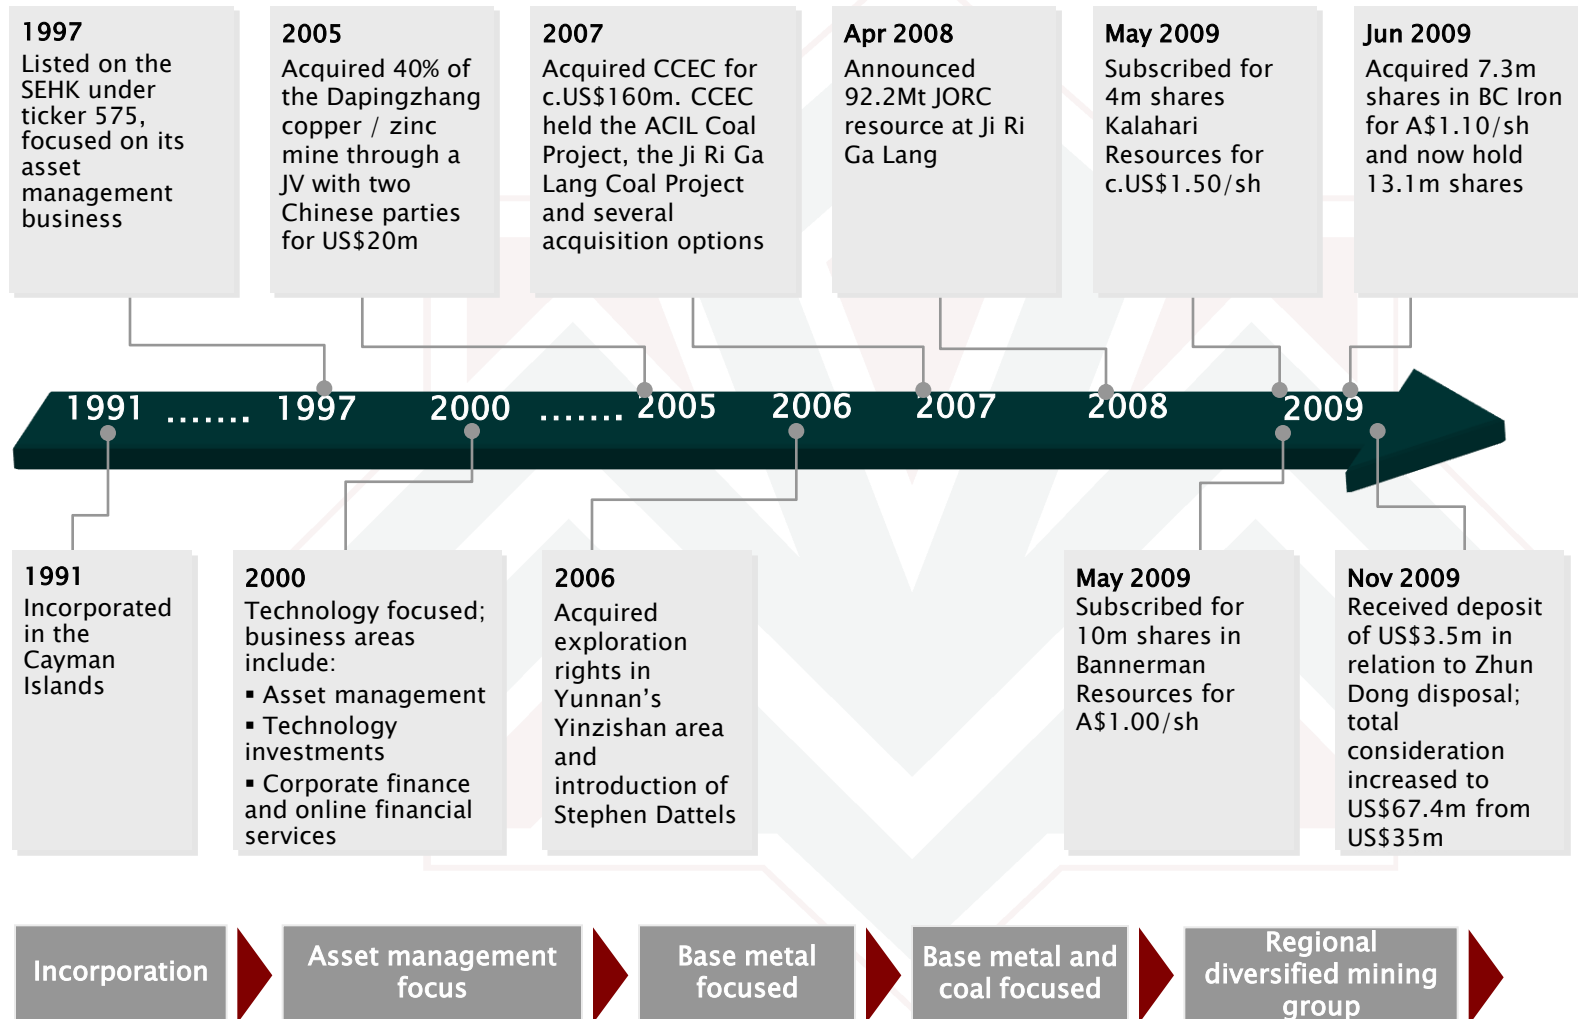 1997
Listed on the
SEHK under
ticker 575,
focused on its
asset
management
business
2005
Acquired 40% of
the Dapingzhang
copper / zinc
mine through a
JV with two
Chinese parties
for US$20m
2007
Acquired CCEC for
c.US$160m. CCEC
held the ACIL Coal
Project, the Ji Ri Ga
Lang Coal Project
and several
acquisition options
Apr 2008
Announced
92.2Mt JORC
resource at Ji Ri
Ga Lang
May 2009
Subscribed for
4m shares
Kalahari
Resources for
c.US$1.50/sh
Jun 2009
Acquired 7.3m
shares in BC Iron
for A$1.10/sh
and now hold
13.1m shares
1991 ....... 1997 2000 ....... 2005 2006 2007 2008 2009
1991
Incorporated
in the
Cayman
Islands
2000
Technology focused;
business areas
include:
▪ Asset management
▪ Technology
investments
▪ Corporate finance
and online financial
services
2006
Acquired
exploration
rights in
Yunnan’s
Yinzishan area
and
introduction of
Stephen Dattels
May 2009
Subscribed for
10m shares in
Bannerman
Resources for
A$1.00/sh
Nov 2009
Received deposit
of US$3.5m in
relation to Zhun
Dong disposal;
total
consideration
increased to
US$67.4m from
US$35m
Incorporation
Asset management
focus
Base metal
focused
Base metal and
coal focused
Regional
diversified mining
group